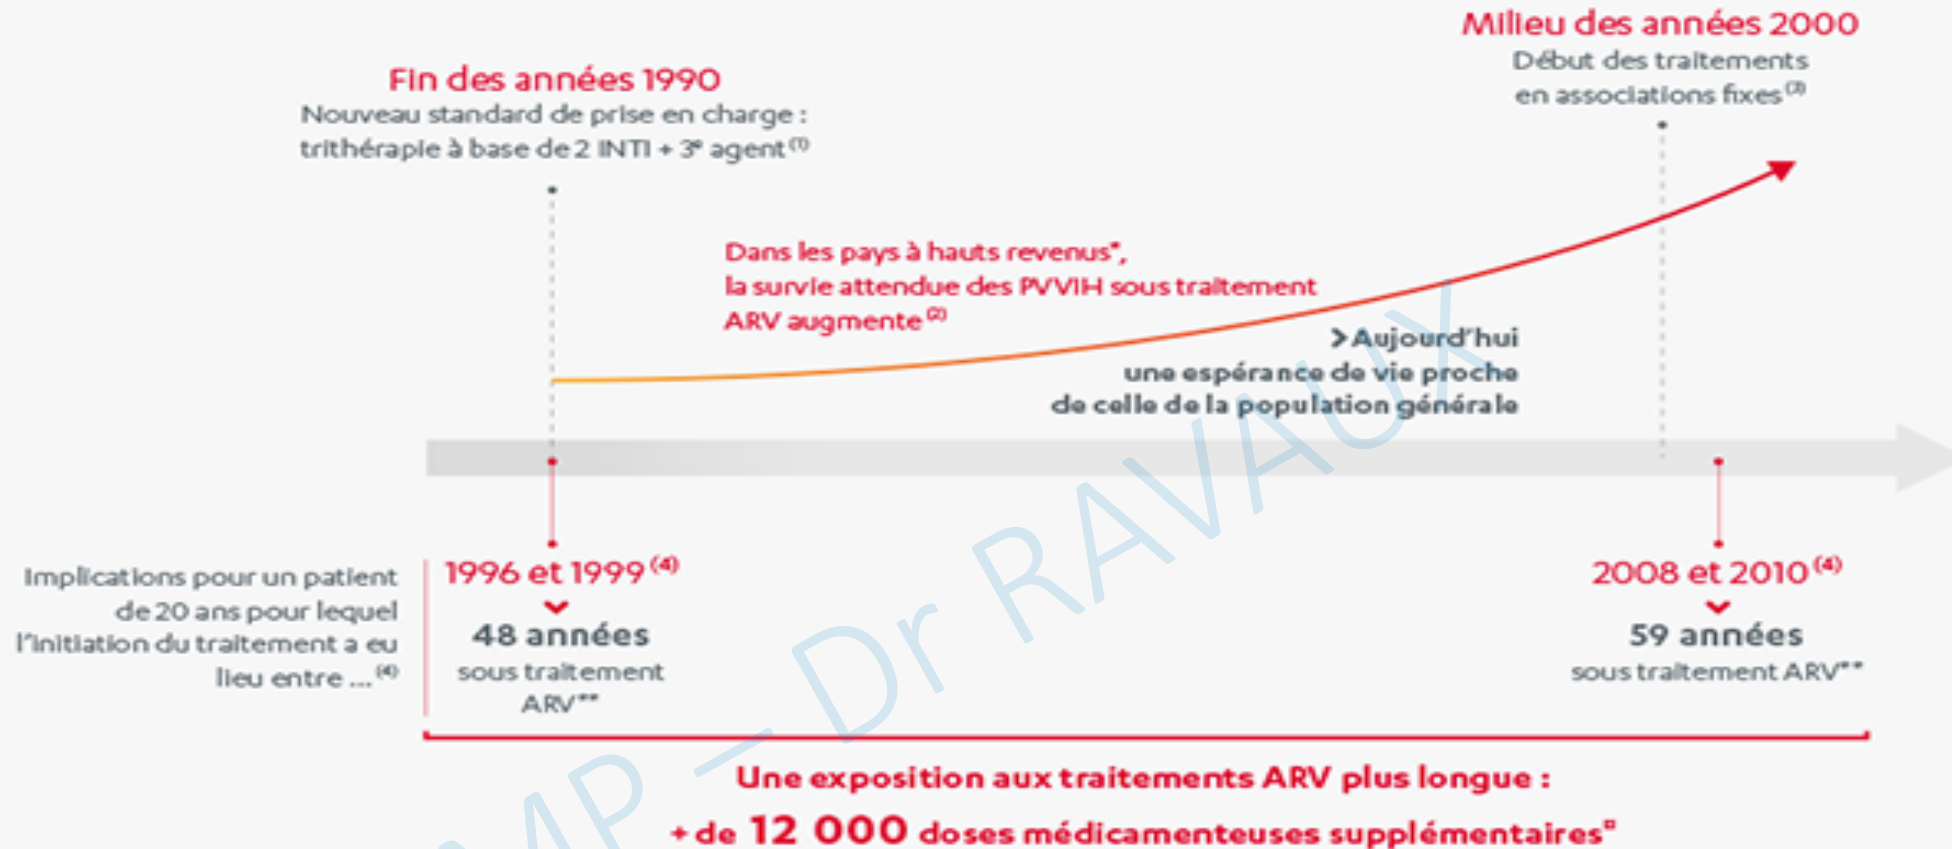 Milieu des années 2000
Début des traitements
en associations fixes (3)
Fin des années 1990
Nouveau standard de prise en charge :
trithérapie à base de 2 INTI + 3e agent (1)
Dans les pays à hauts revenus*,
la survie attendue des PVVIH sous traitement
ARV augmente (2)
> Aujourd'hui
une espérance de vie proche
de celle de la population générale
Implications pour un patient
de 20 ans pour lequel
l'initiation du traitement a eu
lieu entre ... (4)
1996 et 1999 (4)
48 années
sous traitement
ARV**
2008 et 2010 (4)
59 années
sous traitement ARV**
Une exposition aux traitements ARV plus longue :
+ de 12 000 doses médicamenteuses supplémentaires¤
MP – Dr RAVAUX